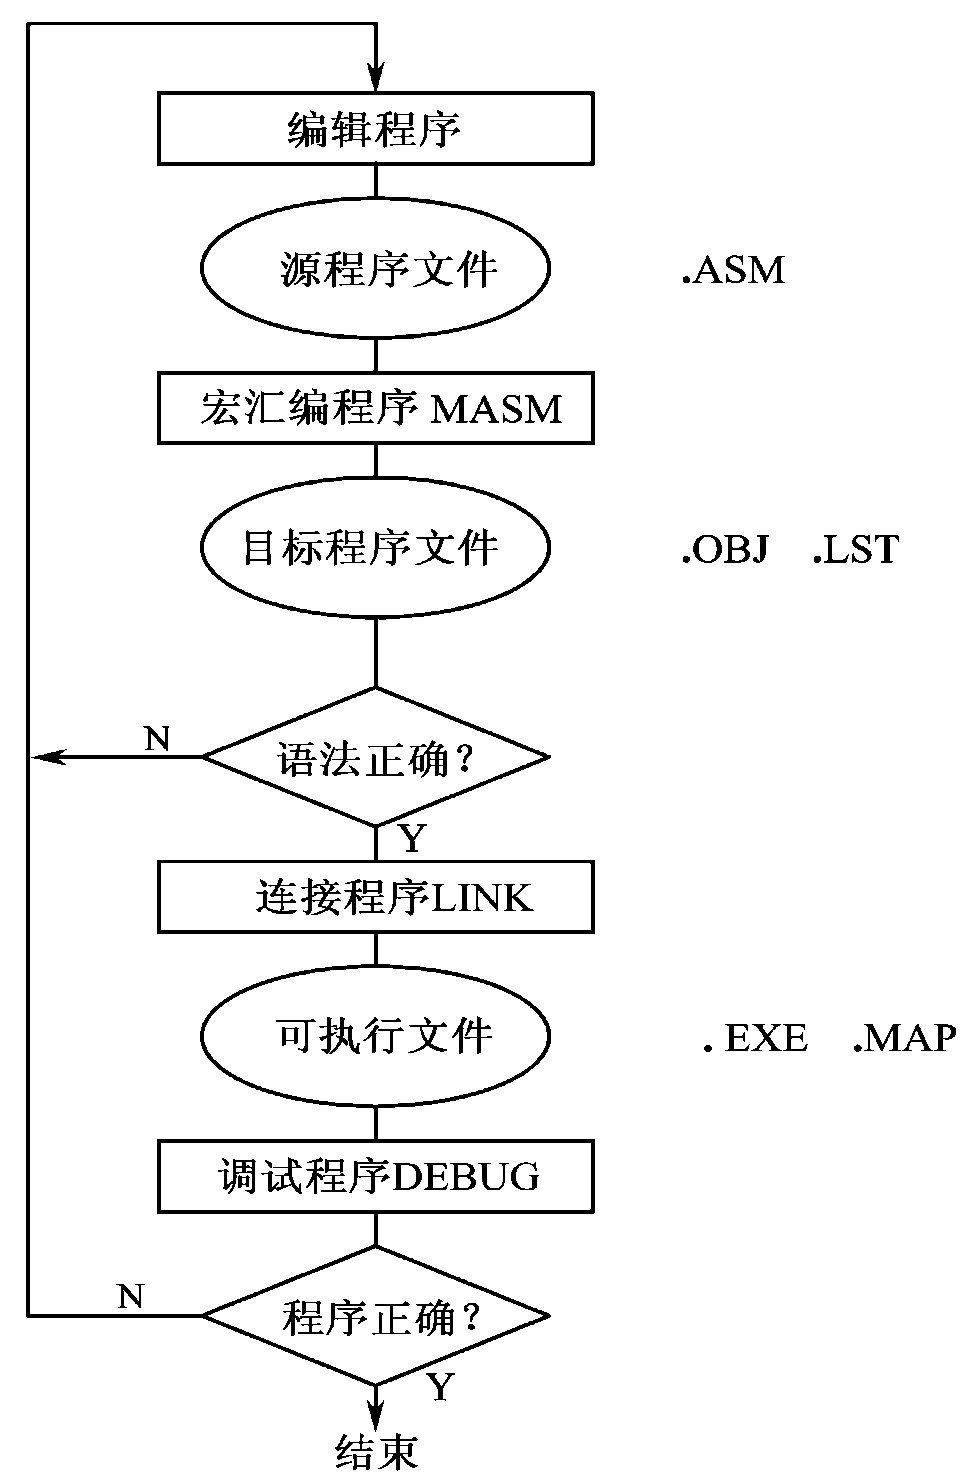 编辑程序
源程序文件 .ASM
宏汇编程序 MASM
目标程序文件 .OBJ .LST
N 语法正确？
Y
连接程序LINK
可执行文件 . EXE .MAP
调试程序DEBUG
N 程序正确？
Y
结束